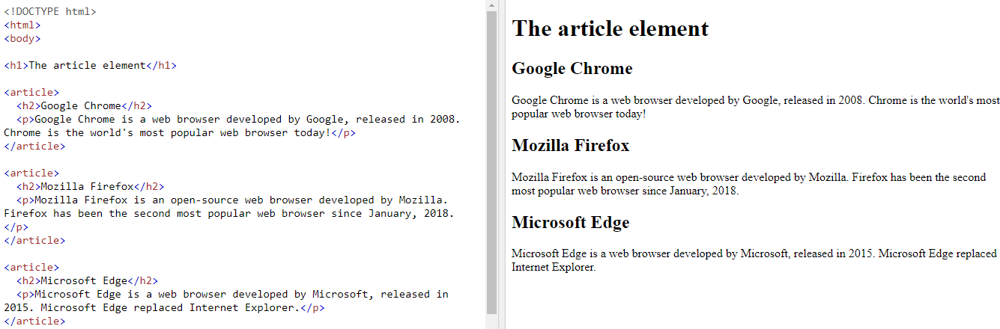 <!DOCTYPE html>
<html>
<body>
<h1>The article element</h1>
<article>
<h2>Google Chrome</h2>
<p>Google Chrome is a web browser developed by Google, released in 2008.
Chrome is the world's most popular web browser today!</p>
</article>
<article>
<h2>Mozilla Firefox</h2>
<p>Mozilla Firefox is an open-source web browser developed by Mozilla.
Firefox has been the second most popular web browser since January, 2018.
</p>
</article>
<article>
<h2>Microsoft Edge</h2>
<p>Microsoft Edge is a web browser developed by Microsoft, released in
2015. Microsoft Edge replaced Internet Explorer.</p>
</article>
The article element
Google Chrome
Google Chrome is a web browser developed by Google, released in 2008. Chrome is the world's most
popular web browser today!
Mozilla Firefox
Mozilla Firefox is an open-source web browser developed by Mozilla. Firefox has been the second
most popular web browser since January, 2018.
Microsoft Edge
Microsoft Edge is a web browser developed by Microsoft, released in 2015. Microsoft Edge replaced
Internet Explorer.